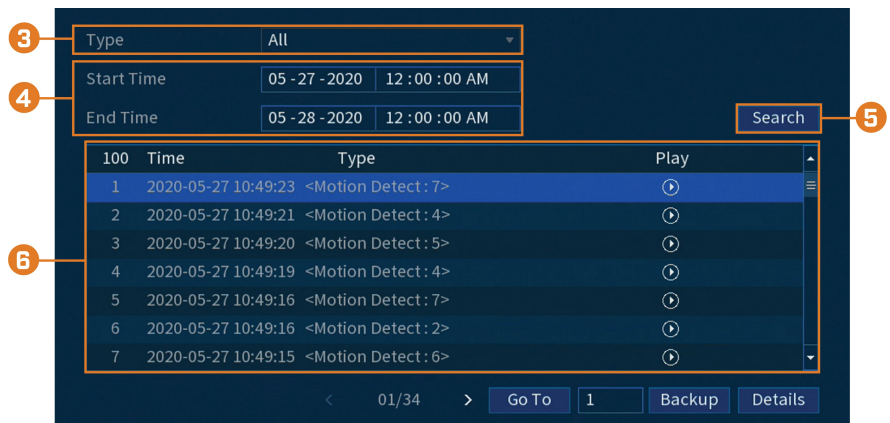 3 Type All
4 Start Time 05 - 27 - 2020 12 : 00 : 00 AM
End Time 05 - 28 - 2020 12 : 00 : 00 AM
Search 5
100 Time Type Play
1 2020-05-27 10:49:23 <Motion Detect : 7>
2 2020-05-27 10:49:21 <Motion Detect : 4>
3 2020-05-27 10:49:20 <Motion Detect : 5>
6
4 2020-05-27 10:49:19 <Motion Detect : 4>
5 2020-05-27 10:49:16 <Motion Detect : 7>
6 2020-05-27 10:49:16 <Motion Detect : 2>
7 2020-05-27 10:49:15 <Motion Detect : 6>
< 01/34 > Go To 1 Backup Details